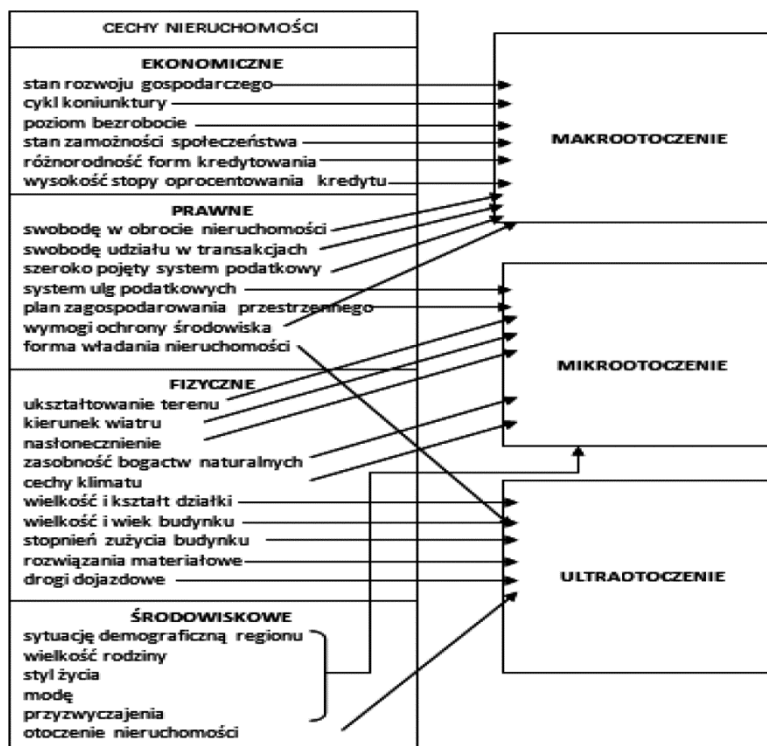 CECHY NIERUCHOMOŚCI
EKONOMICZNE
stan rozwoju gospodarczego
cykl koniunktury
poziom bezrobocie
stan zamożności społeczeństwa
różnorodność form kredytowania
wysokość stopy oprocentowania kredytu
PRAWNE
swobodę w obrocie nieruchomości
swobodę udziału w transakcjach
szeroko pojęty system podatkowy
system ulg podatkowych
plan zagospodarowania przestrzennego
wymogi ochrony środowiska
forma władania nieruchomości
FIZYCZNE
ukształtowanie terenu
kierunek wiatru
nasłonecznienie
zasobność bogactw naturalnych
cechy klimatu
wielkość i kształt działki
wielkość i wiek budynku
stopnień zużycia budynku
rozwiązania materiałowe
drogi dojazdowe
ŚRODOWISKOWE
sytuację demograficzną regionu
wielkość rodziny
styl życia
modę
przyzwyczajenia
otoczenie nieruchomości
MAKROOTOCZENIE
MIKROOTOCZENIE
ULTRADTOCZENIE